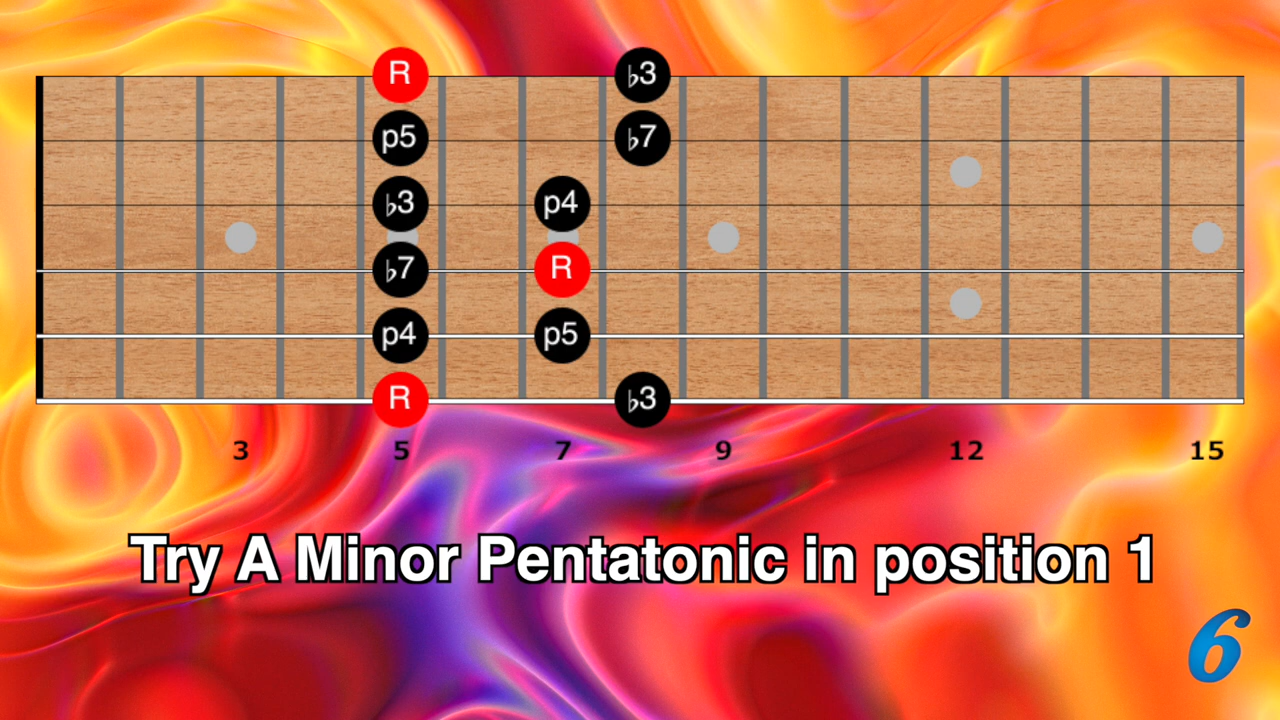 R ♭3
p5 ♭7
♭3 p4
♭7 R
p4 p5
R ♭3
3 5 7 9 12 15
Try A Minor Pentatonic in position 1
6